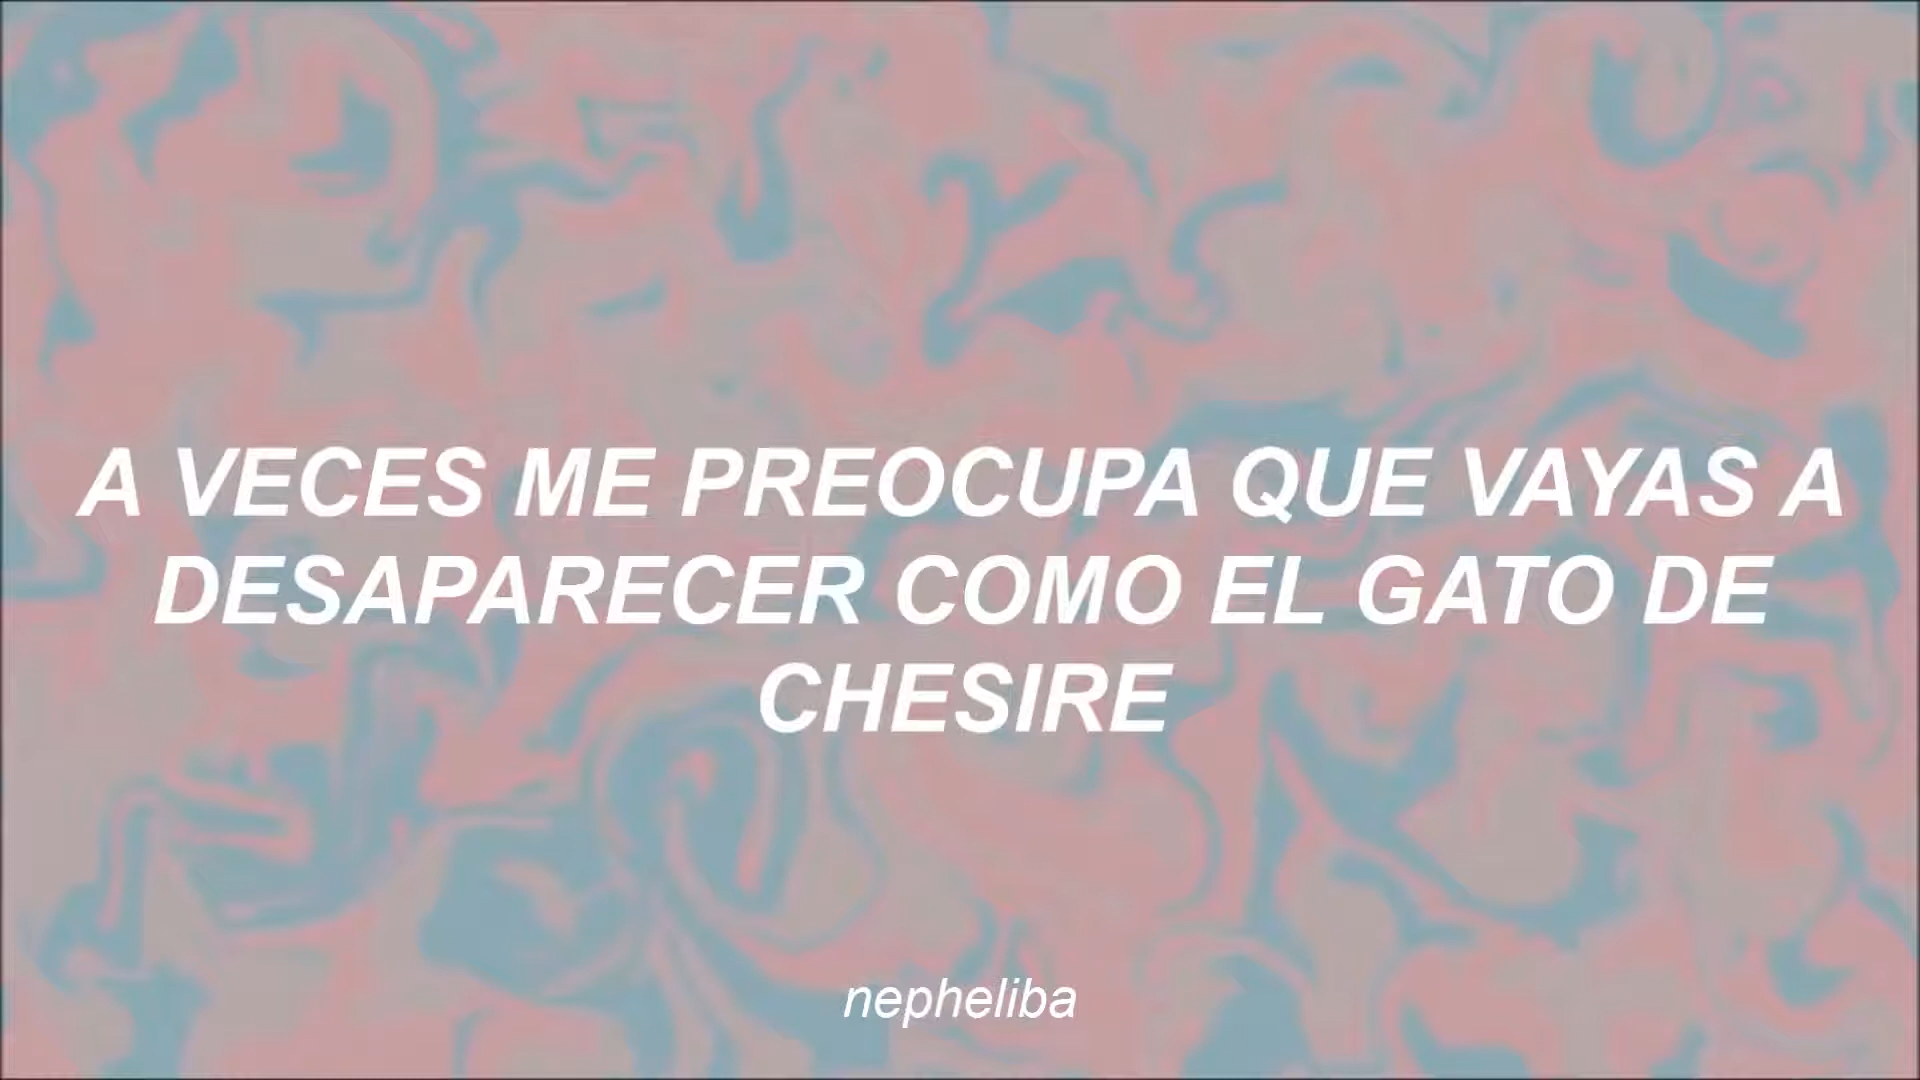 A VECES ME PREOCUPA QUE VAYAS A
DESAPARECER COMO EL GATO DE
CHESIRE
nepheliba